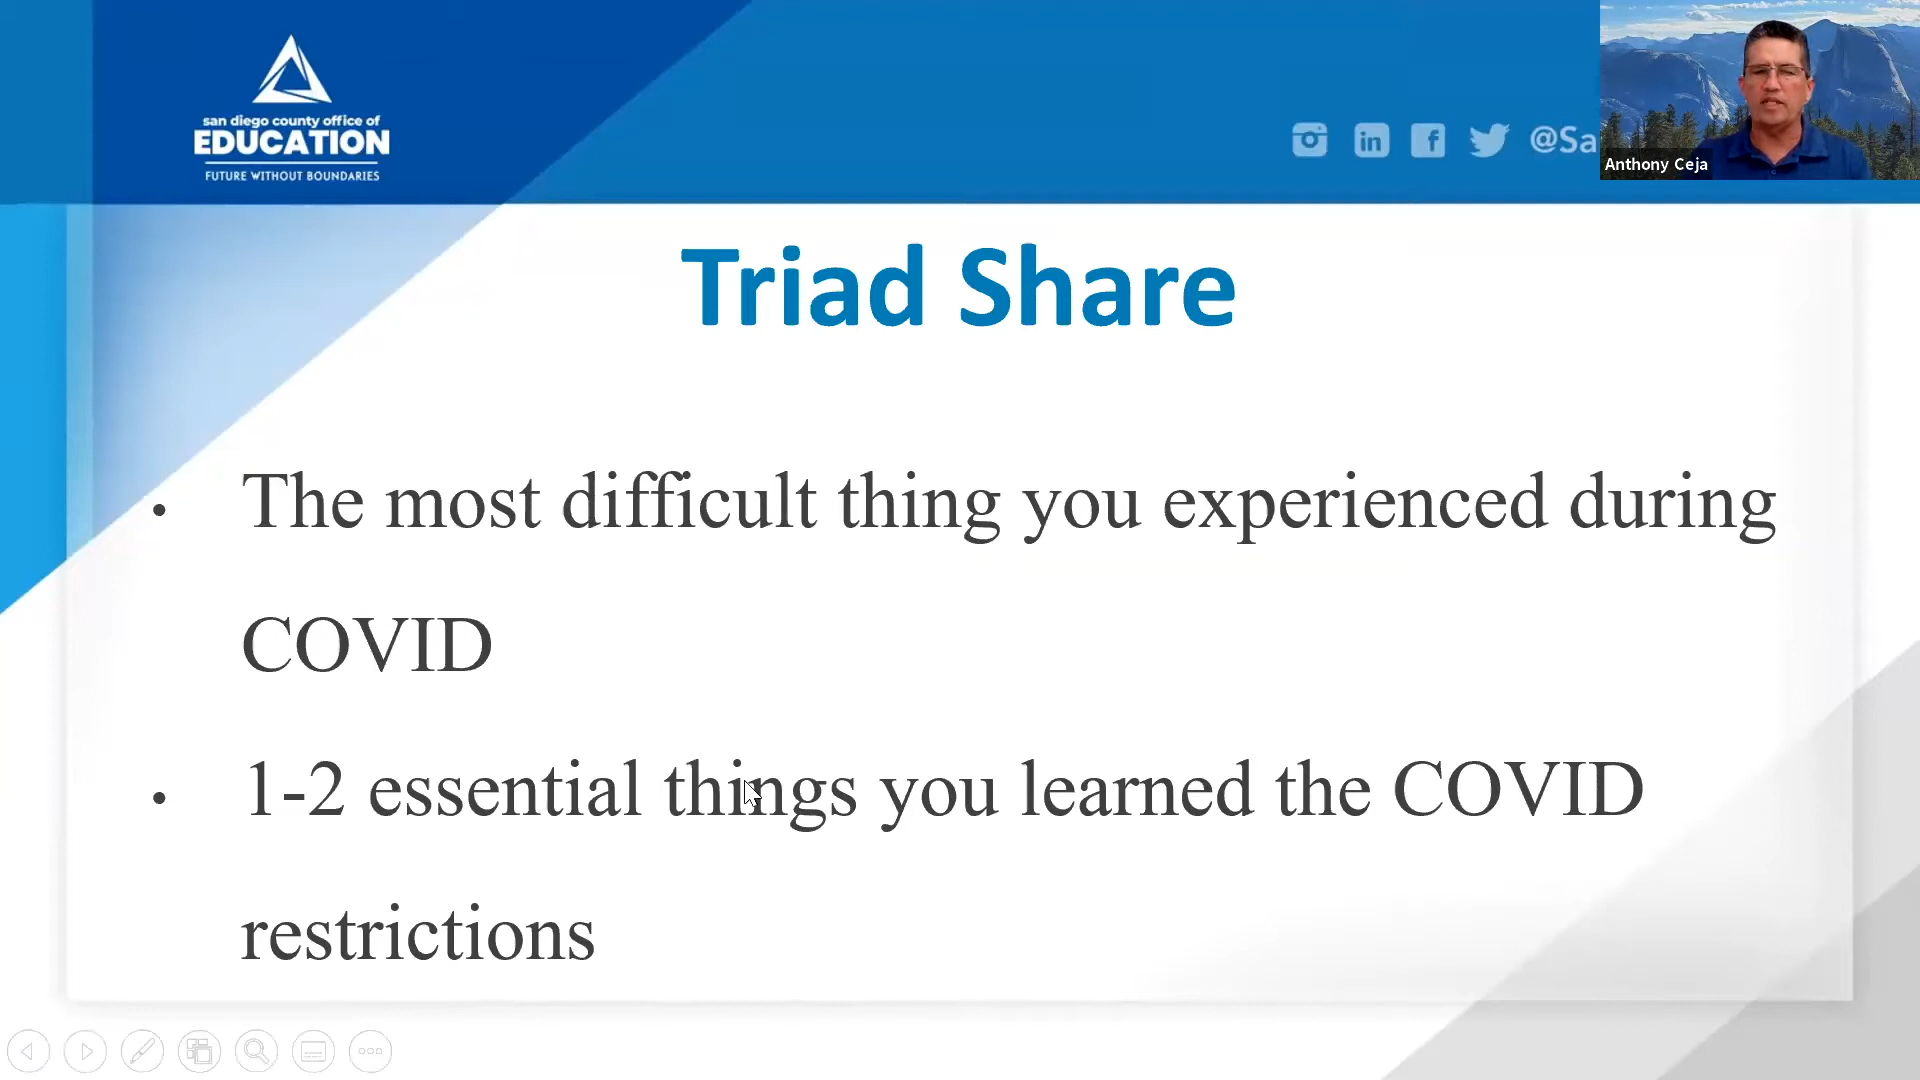 san diego county office of
EDUCATION
FUTURE WITHOUT BOUNDARIES
@Sa
Anthony Ceja
Triad Share
• The most difficult thing you experienced during
COVID
• 1-2 essential things you learned the COVID
restrictions